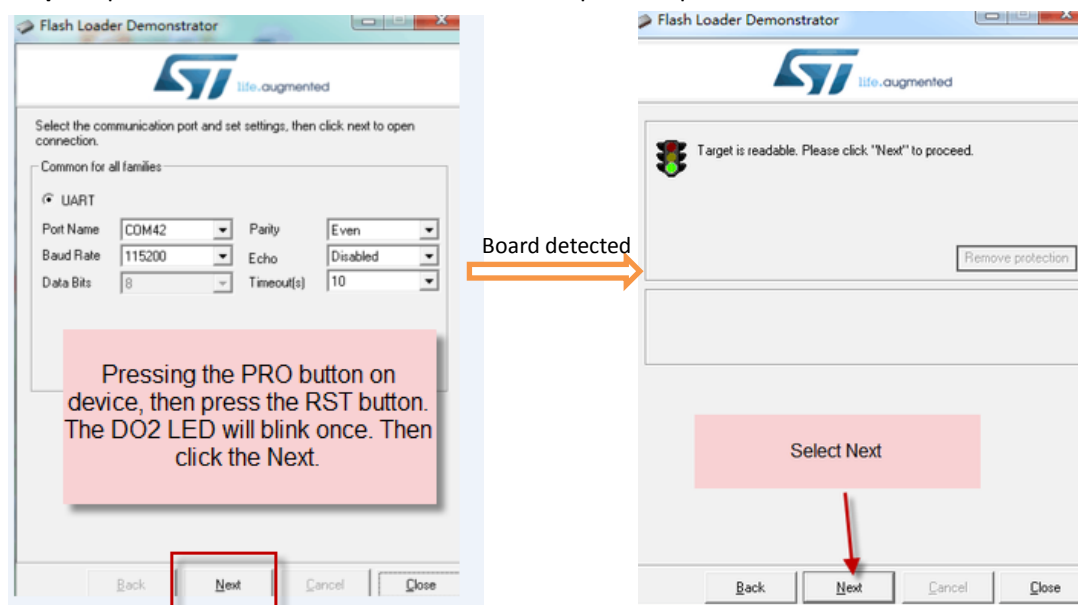 Flash Loader Demonstrator
life.augmented
Select the communication port and set settings, then click next to open
connection.
Common for all families
UART
Port Name COM42 Parity Even
Baud Rate 115200 Echo Disabled
Data Bits 8 Timeout(s) 10
Pressing the PRO button on
device, then press the RST button.
The DO2 LED will blink once. Then
click the Next.
Back Next Cancel Close
Board detected
Flash Loader Demonstrator
life.augmented
Target is readable. Please click "Next" to proceed.
Remove protection
Select Next
Back Next Cancel Close